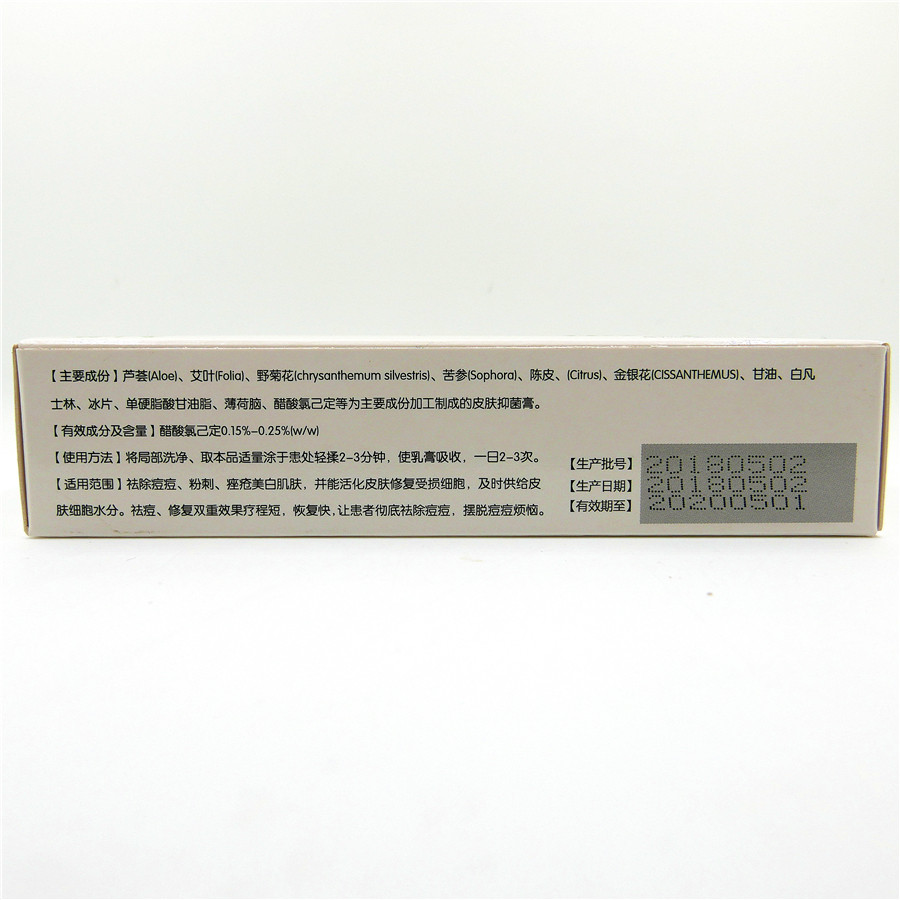 【主要成份】芦荟(Aloe)、艾叶(Folia)、野菊花(chrysanthemum silvestris)、苦参(Sophora)、陈皮、(Citrus)、金银花(CISSANTHEMUS)、甘油、白凡
士林、冰片、单硬脂酸甘油脂、薄荷脑、醋酸氯己定等为主要成份加工制成的皮肤抑菌膏。
【有效成分及含量】醋酸氯己定0.15%-0.25%(w/w)
【使用方法】将局部洗净、取本品适量涂于患处轻揉2-3分钟，使乳膏吸收，一日2-3次。
【适用范围】祛除痘痘、粉刺、痤疮美白肌肤，并能活化皮肤修复受损细胞，及时供给皮
肤细胞水分。祛痘、修复双重效果疗程短，恢复快，让患者彻底祛除痘痘，摆脱痘痘烦恼。
【生产批号】20180502
【生产日期】20180502
【有效期至】20200501